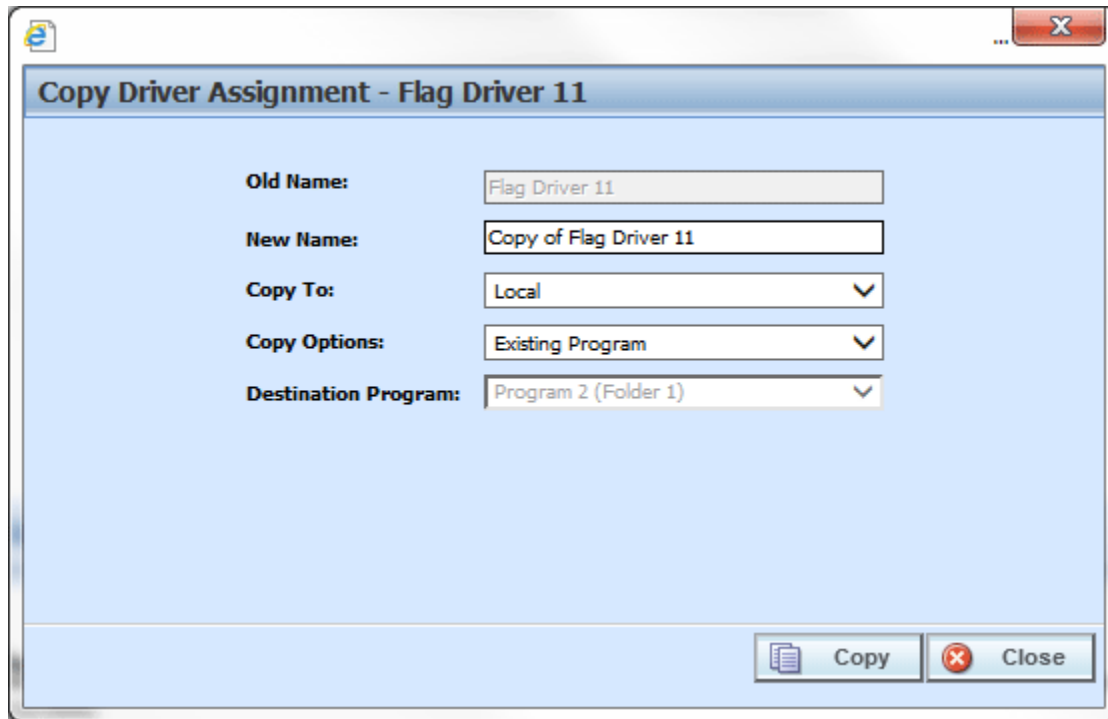 ...
Copy Driver Assignment - Flag Driver 11
Old Name: Flag Driver 11
New Name: Copy of Flag Driver 11
Copy To: Local
Copy Options: Existing Program
Destination Program: Program 2 (Folder 1)
Copy Close